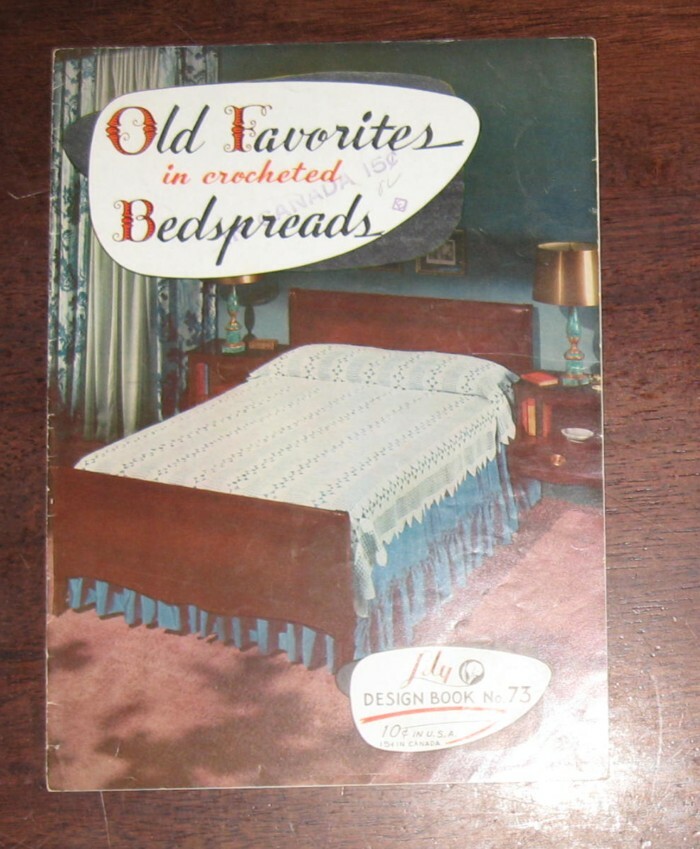 Old Favorites
in crocheted
CANADA 15¢
Bedspreads
Lily
DESIGN BOOK No. 73
10¢ IN U.S.A.
15¢ IN CANADA